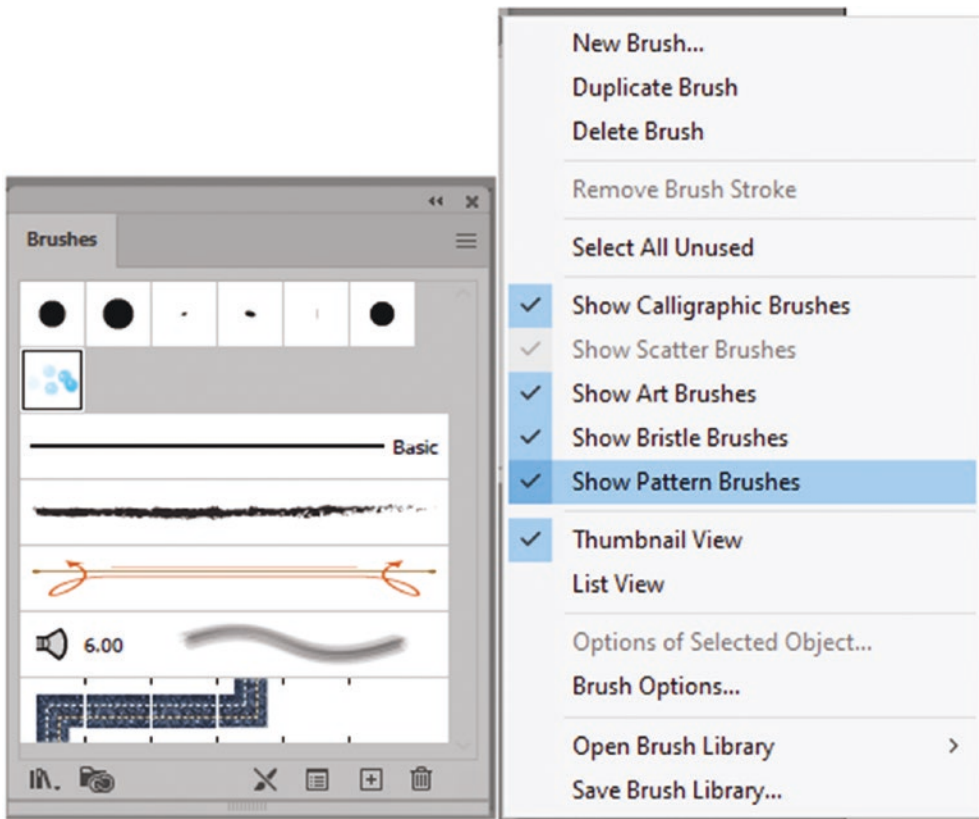 Brushes
Basic
6.00
New Brush...
Duplicate Brush
Delete Brush
Remove Brush Stroke
Select All Unused
Show Calligraphic Brushes
Show Scatter Brushes
Show Art Brushes
Show Bristle Brushes
Show Pattern Brushes
Thumbnail View
List View
Options of Selected Object...
Brush Options...
Open Brush Library
Save Brush Library...